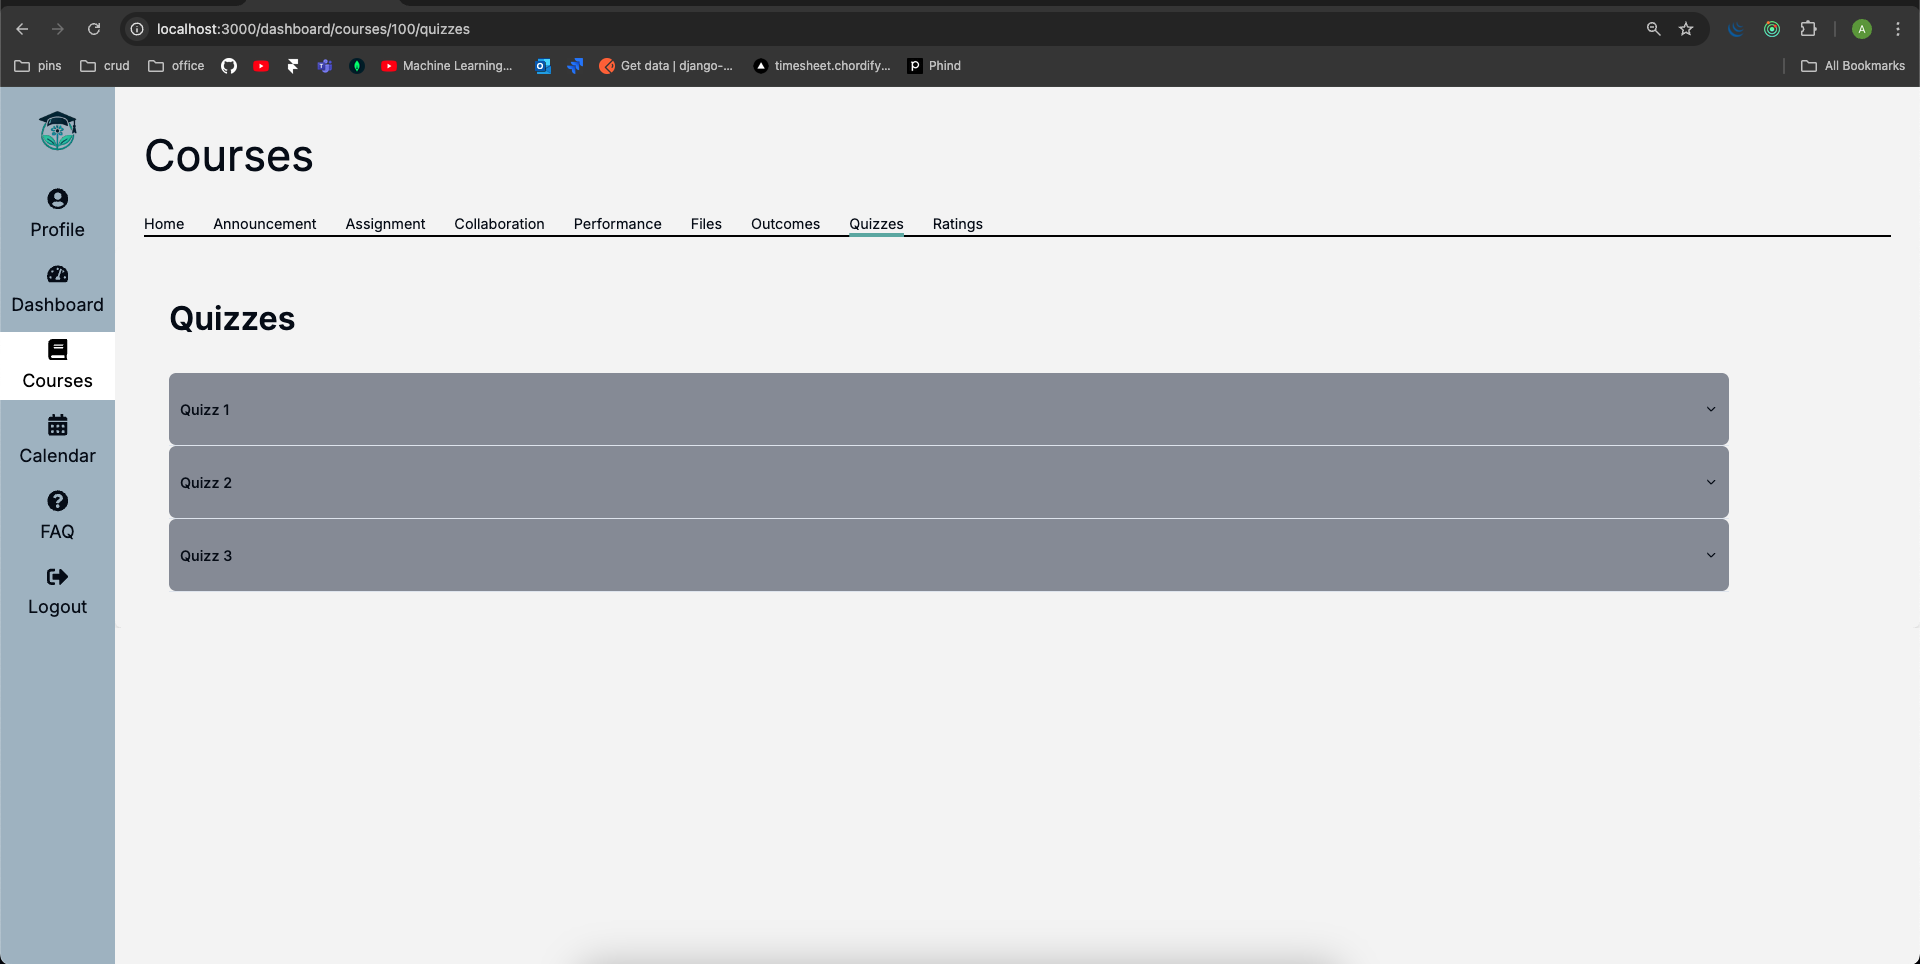 localhost:3000/dashboard/courses/100/quizzes
A
pins crud office Machine Learning... Get data | django-... timesheet.chordify... Phind All Bookmarks
Courses
Home Announcement Assignment Collaboration Performance Files Outcomes Quizzes Ratings
Profile
Dashboard
Courses
Calendar
FAQ
Logout
Quizzes
Quizz 1
Quizz 2
Quizz 3